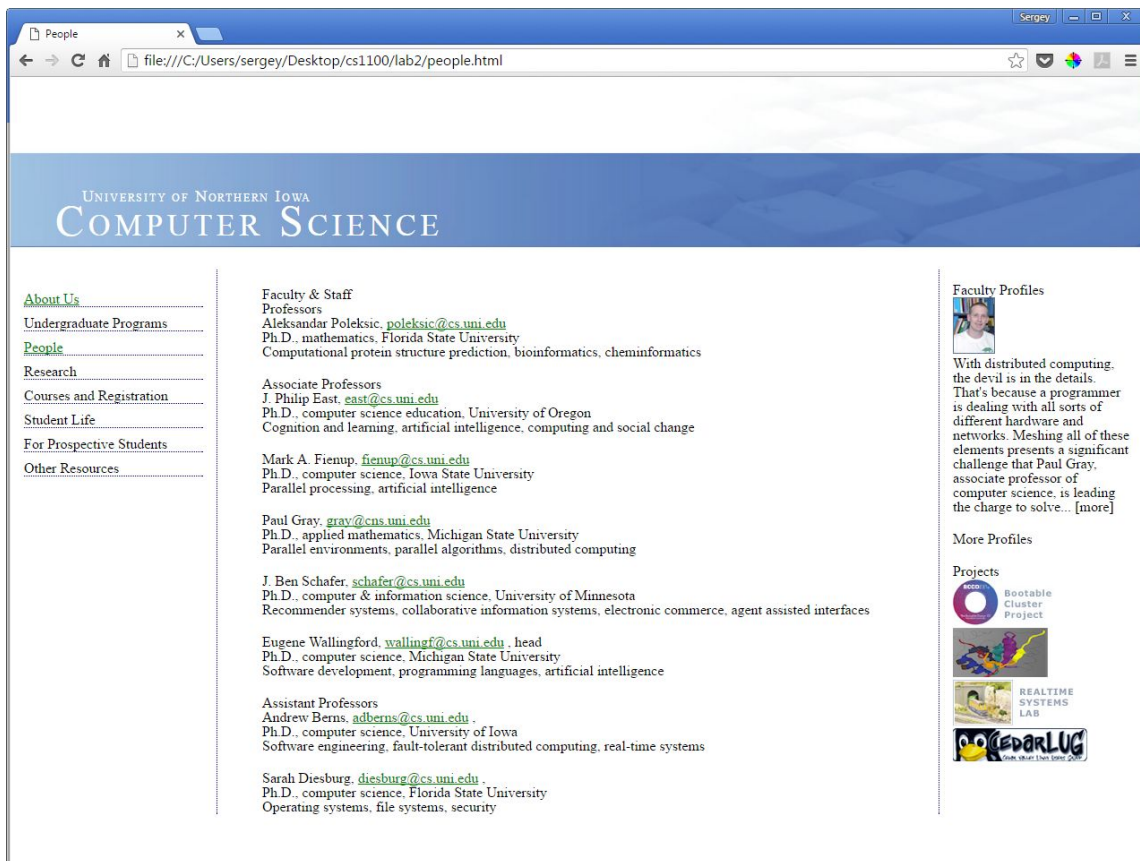 Sergey
People
file:///C:/Users/sergey/Desktop/cs1100/lab2/people.html
University of Northern Iowa
Computer Science
About Us
Undergraduate Programs
People
Research
Courses and Registration
Student Life
For Prospective Students
Other Resources
Faculty & Staff
Professors
Aleksandar Poleksic, poleksic@cs.uni.edu
Ph.D., mathematics, Florida State University
Computational protein structure prediction, bioinformatics, cheminformatics
Associate Professors
J. Philip East, east@cs.uni.edu
Ph.D., computer science education, University of Oregon
Cognition and learning, artificial intelligence, computing and social change
Mark A. Fienup, fienup@cs.uni.edu
Ph.D., computer science, Iowa State University
Parallel processing, artificial intelligence
Paul Gray, gray@cns.uni.edu
Ph.D., applied mathematics, Michigan State University
Parallel environments, parallel algorithms, distributed computing
J. Ben Schafer, schafer@cs.uni.edu
Ph.D., computer & information science, University of Minnesota
Recommender systems, collaborative information systems, electronic commerce, agent assisted interfaces
Eugene Wallingford, wallingf@cs.uni.edu , head
Ph.D., computer science, Michigan State University
Software development, programming languages, artificial intelligence
Assistant Professors
Andrew Berns, adberns@cs.uni.edu ,
Ph.D., computer science, University of Iowa
Software engineering, fault-tolerant distributed computing, real-time systems
Sarah Diesburg, diesburg@cs.uni.edu ,
Ph.D., computer science, Florida State University
Operating systems, file systems, security
Faculty Profiles
With distributed computing,
the devil is in the details.
That's because a programmer
is dealing with all sorts of
different hardware and
networks. Meshing all of these
elements presents a significant
challenge that Paul Gray,
associate professor of
computer science, is leading
the charge to solve... [more]
More Profiles
Projects
Bootable
Cluster
Project
REALTIME
SYSTEMS
LAB
CEDARLUG